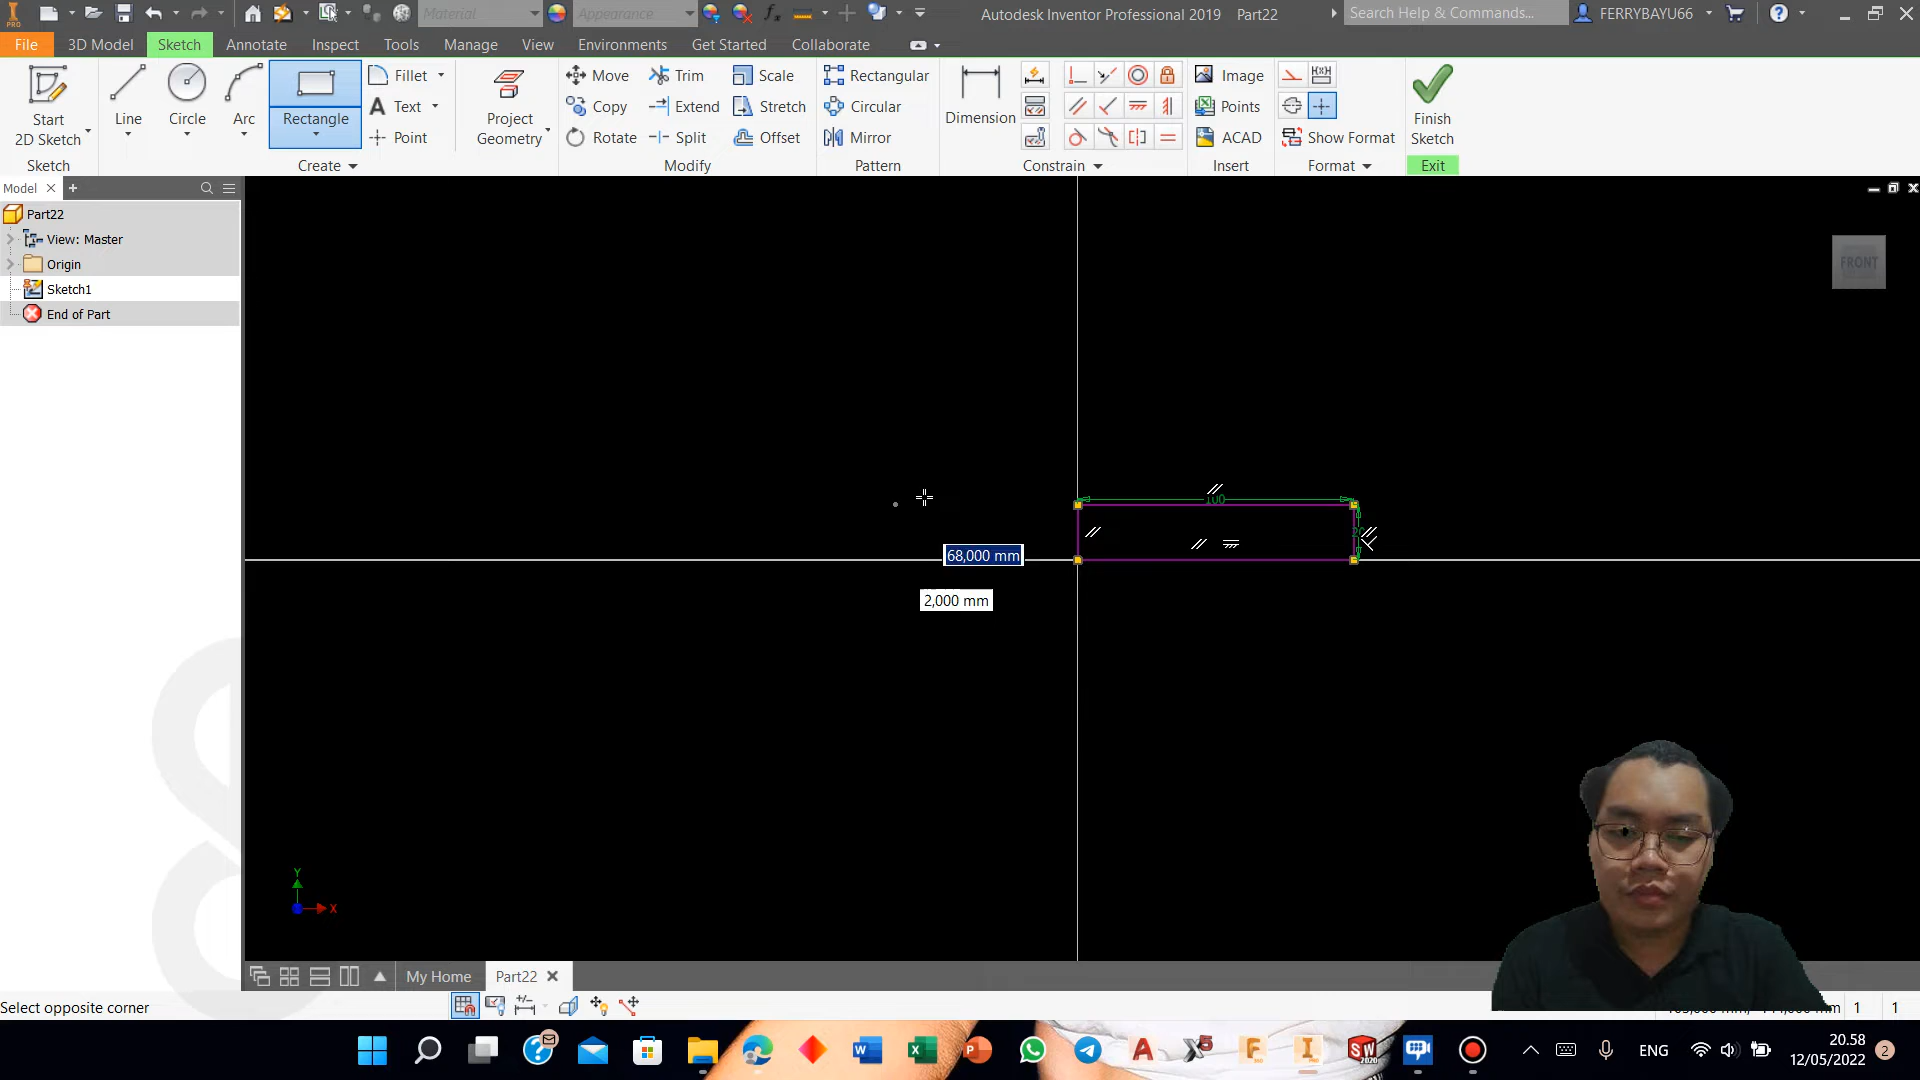 Material
Appearance
Autodesk Inventor Professional 2019 Part22
Search Help & Commands...
FERRYBAYU66
PRO
File
3D Model
Sketch
Annotate
Inspect
Tools
Manage
View
Environments
Get Started
Collaborate
Start
2D Sketch
Line
Circle
Arc
Rectangle
Fillet
Text
Point
Project
Geometry
Move
Copy
Rotate
Trim
Extend
Split
Scale
Stretch
Offset
Rectangular
Circular
Mirror
Dimension
Image
Points
ACAD
Show Format
Finish
Sketch
Sketch
Create
Modify
Pattern
Constrain
Insert
Format
Exit
Model
Part22
View: Master
Origin
Sketch1
End of Part
FRONT
100
68,000 mm
2,000 mm
Y
X
My Home
Part22
Select opposite corner
1
1
ENG
20.58
12/05/2022
2